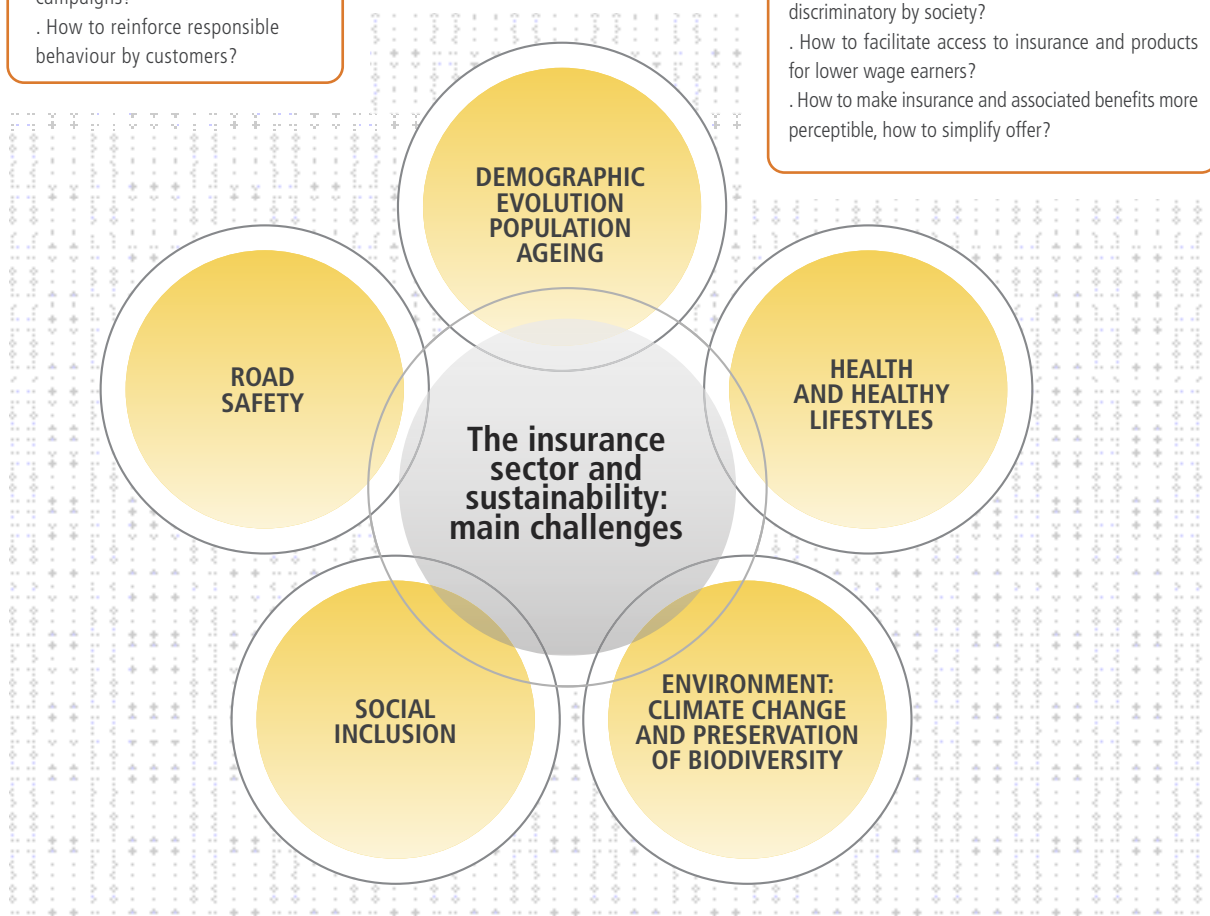 campaigns?
. How to reinforce responsible
behaviour by customers?
discriminatory by society?
. How to facilitate access to insurance and products
for lower wage earners?
. How to make insurance and associated benefits more
perceptible, how to simplify offer?
DEMOGRAPHIC
EVOLUTION
POPULATION
AGEING
ROAD
SAFETY
HEALTH
AND HEALTHY
LIFESTYLES
The insurance
sector and
sustainability:
main challenges
SOCIAL
INCLUSION
ENVIRONMENT:
CLIMATE CHANGE
AND PRESERVATION
OF BIODIVERSITY